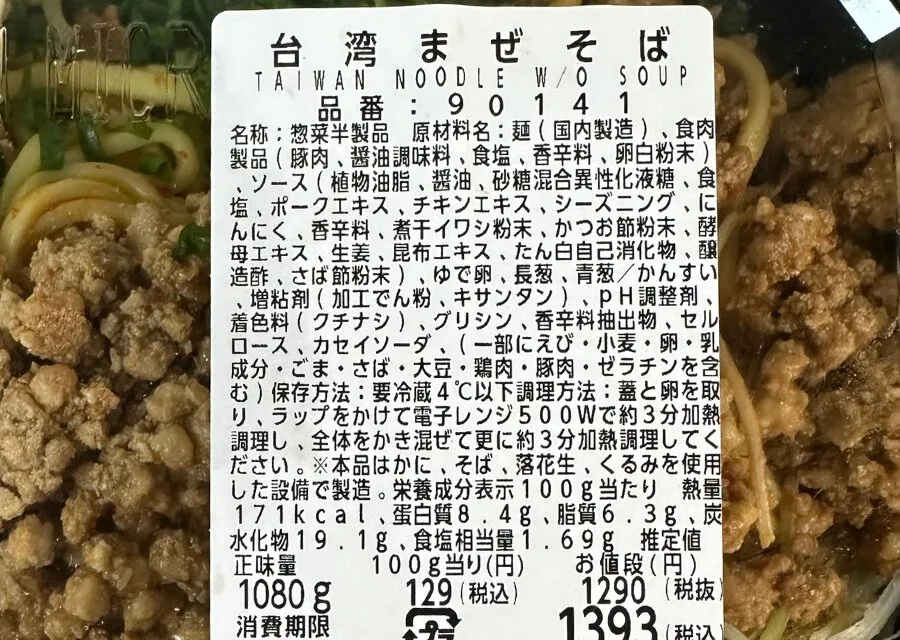 MICR
台湾まぜそば
TAIWAN NOODLE W/O SOUP
品番:90141
名称:惣菜半製品 原材料名:麺(国内製造)、食肉
製品(豚肉、醤油調味料、食塩、香辛料、卵白粉末)
、ソース(植物油脂、醤油、砂糖混合異性化液糖、食
塩、ポークエキス、チキンエキス、シーズニング、に
んにく、香辛料、煮干イワシ粉末、かつお節粉末、酵
母エキス、生姜、昆布エキス、たん白自己消化物、醸
造酢、さば節粉末)、ゆで卵、長葱、青葱/かんすい
、増粘剤(加工でん粉、キサンタン)、pH調整剤、
着色料(クチナシ)、グリシン、香辛料抽出物、セル
ロース、カセイソーダ、(一部にえび・小麦・卵・乳
成分・ごま・さば・大豆・鶏肉・豚肉・ゼラチンを含
む)保存方法:要冷蔵4℃以下調理方法:蓋と卵を取
り、ラップをかけて電子レンジ500Wで約3分加熱
調理し、全体をかき混ぜて更に約3分加熱調理してく
ださい。※本品はかに、そば、落花生、くるみを使用
した設備で製造。栄養成分表示100g当たり 熱量
171kcal、蛋白質8.4g、脂質6.3g、炭
水化物19.1g、食塩相当量1.69g 推定値
正味量 100g当り(円) お値段(円)
1080g 129(税込) 1290(税抜)
消費期限 1393(税込)